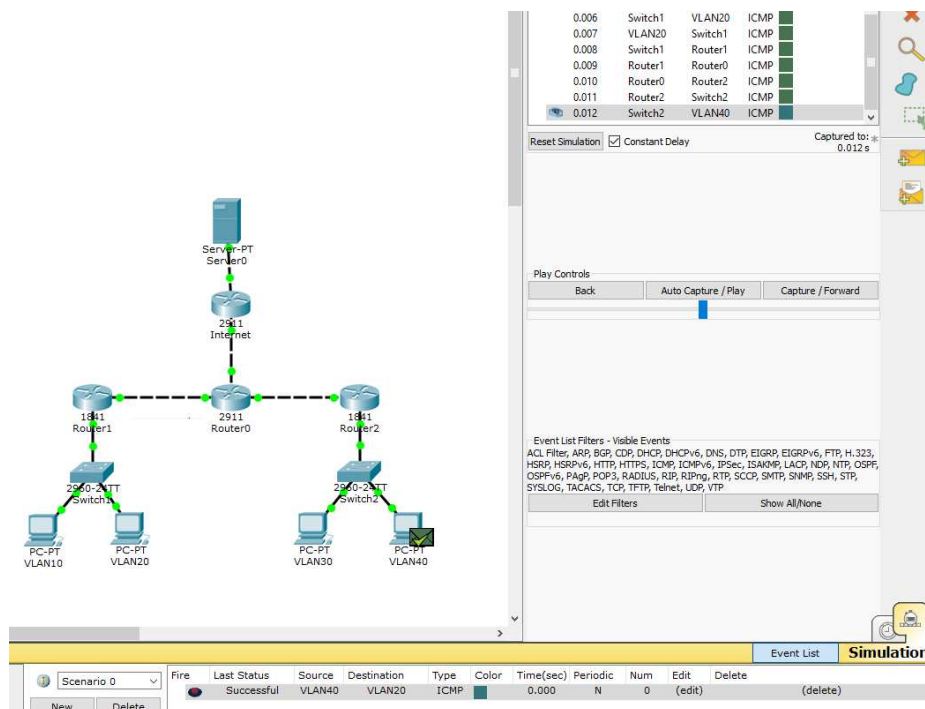 0.006 Switch1 VLAN20 ICMP
0.007 VLAN20 Switch1 ICMP
0.008 Switch1 Router1 ICMP
0.009 Router1 Router0 ICMP
0.010 Router0 Router2 ICMP
0.011 Router2 Switch2 ICMP
0.012 Switch2 VLAN40 ICMP
Reset Simulation Constant Delay Captured to: *
0.012 s
Server-PT
Server0
2911
Internet
1841
Router1
2911
Router0
1841
Router2
2960-24TT
Switch1
2960-24TT
Switch2
PC-PT
VLAN10
PC-PT
VLAN20
PC-PT
VLAN30
PC-PT
VLAN40
Play Controls
Back Auto Capture / Play Capture / Forward
Event List Filters - Visible Events
ACL Filter, ARP, BGP, CDP, DHCP, DHCPv6, DNS, DTP, EIGRP, EIGRPv6, FTP, H.323,
HSRP, HSRPv6, HTTP, HTTPS, ICMP, ICMPv6, IPSec, ISAKMP, LACP, NDP, NTP, OSPF,
OSPFv6, PAgP, POP3, RADIUS, RIP, RIPng, RTP, SCCP, SMTP, SNMP, SSH, STP,
SYSLOG, TACACS, TCP, TFTP, Telnet, UDP, VTP
Edit Filters Show All/None
Event List Simulation
Scenario 0
New Delete
Fire Last Status Source Destination Type Color Time(sec) Periodic Num Edit Delete
Successful VLAN40 VLAN20 ICMP 0.000 N 0 (edit) (delete)